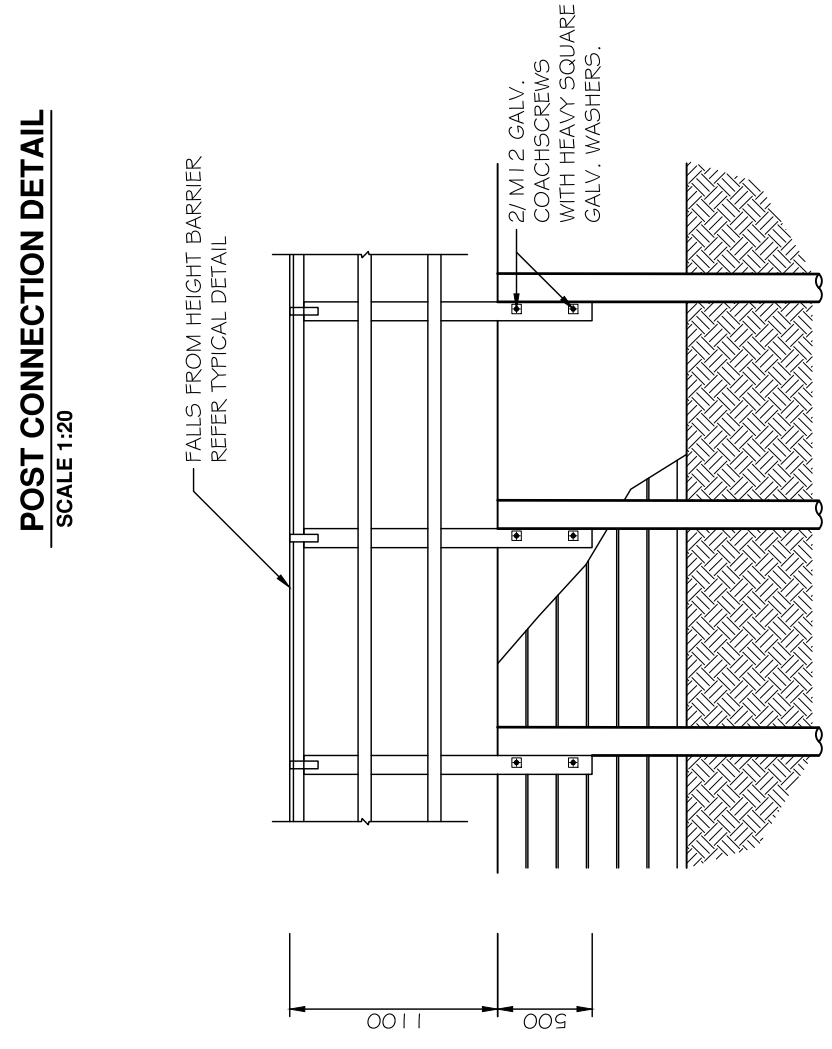 POST CONNECTION DETAIL
SCALE 1:20
FALLS FROM HEIGHT BARRIER
REFER TYPICAL DETAIL
2/M12 GALV.
COACHSCREWS
WITH HEAVY SQUARE
GALV. WASHERS.
1100
500